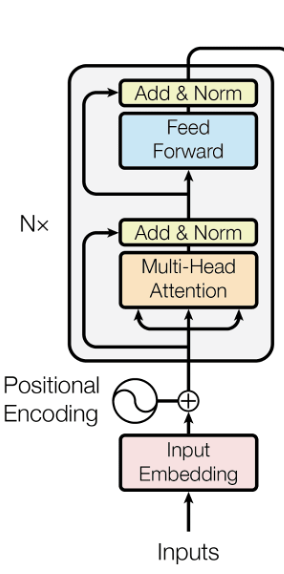 Add & Norm
Feed
Forward
N×
Add & Norm
Multi-Head
Attention
Positional
Encoding
Input
Embedding
Inputs